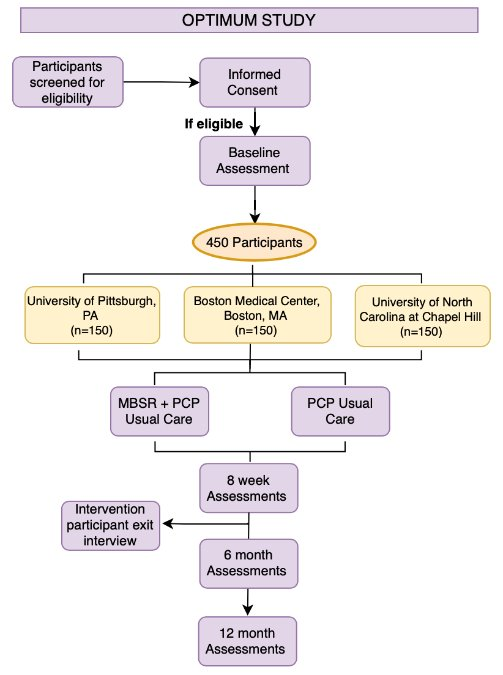 OPTIMUM STUDY
Participants
screened for
eligibility
Informed
Consent
If eligible
Baseline
Assessment
450 Participants
University of Pittsburgh,
PA
(n=150)
Boston Medical Center,
Boston, MA
(n=150)
University of North
Carolina at Chapel Hill
(n=150)
MBSR + PCP
Usual Care
PCP Usual
Care
8 week
Assessments
Intervention
participant exit
interview
6 month
Assessments
12 month
Assessments